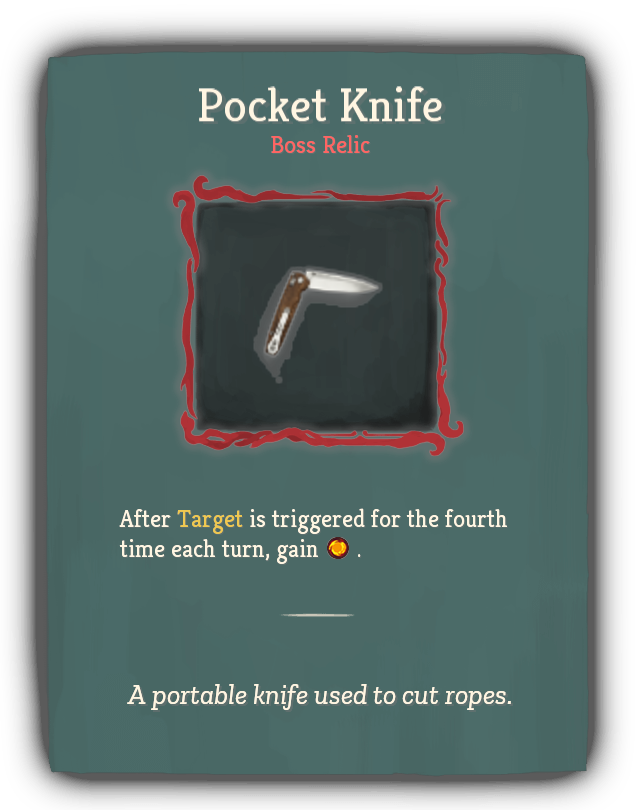 Pocket Knife
Boss Relic
After Target is triggered for the fourth
time each turn, gain .
A portable knife used to cut ropes.